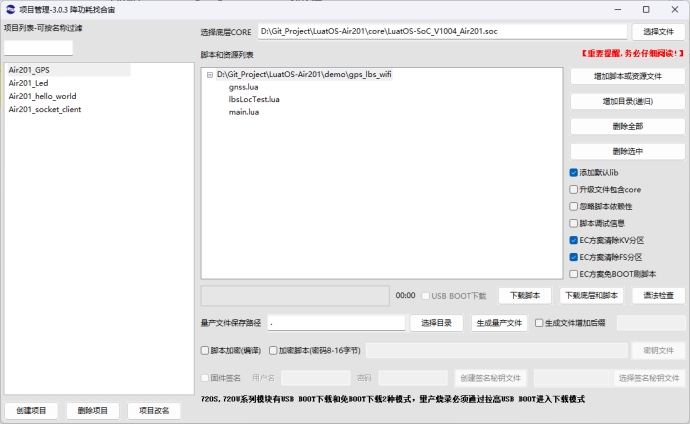 项目管理-3.0.3 降功耗找合宙
项目列表-可按名称过滤
Air201_GPS
Air201_Led
Air201_hello_world
Air201_socket_client
创建项目 删除项目 项目改名
选择底层CORE D:\Git_Project\LuatOS-Air201\core\LuatOS-SoC_V1004_Air201.soc 选择文件
脚本和资源列表 【重要提醒,务必仔细阅读!】
D:\Git_Project\LuatOS-Air201\demo\gps_lbs_wifi
gnss.lua
lbsLocTest.lua
main.lua
增加脚本或资源文件
增加目录(递归)
删除全部
删除选中
添加默认lib
升级文件包含core
忽略脚本依赖性
脚本调试信息
EC方案清除KV分区
EC方案清除FS分区
EC方案免BOOT刷脚本
00:00 USB BOOT下载 下载脚本 下载底层和脚本 语法检查
量产文件保存路径 . 选择目录 生成量产文件 生成文件增加后缀
脚本加密(编译) 加密脚本(密码8-16字节) 密钥文件
固件签名 用户名 密码 创建签名秘钥文件 选择签名秘钥文件
720S,720U系列模块有USB BOOT下载和免BOOT下载2种模式，量产烧录必须通过拉高USB BOOT进入下载模式